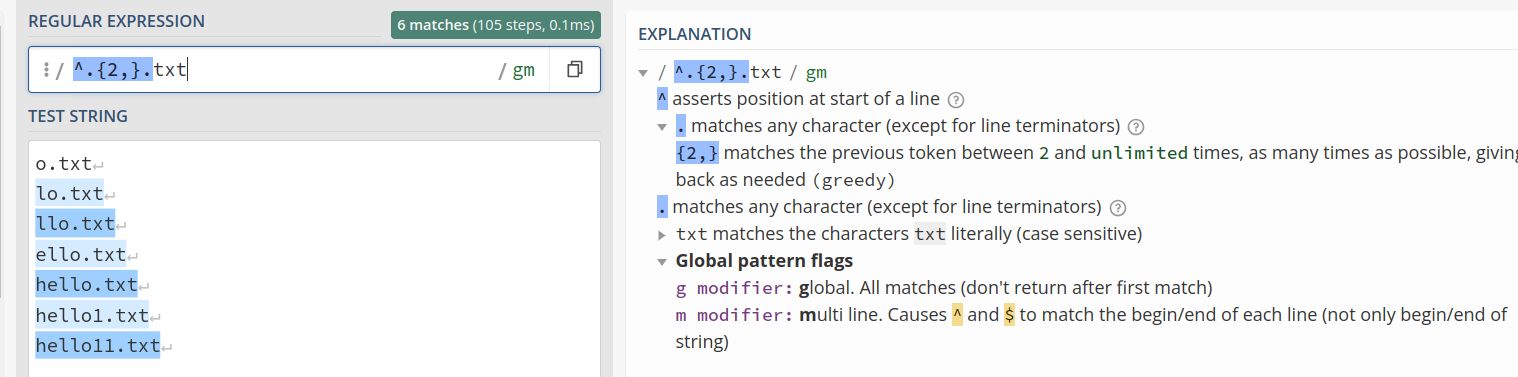 REGULAR EXPRESSION
6 matches (105 steps, 0.1ms)
/ ^.{2,}.txt / gm
TEST STRING
o.txt↵
lo.txt↵
llo.txt↵
ello.txt↵
hello.txt↵
hello1.txt↵
hello11.txt↵
EXPLANATION
/ ^.{2,}.txt / gm
^ asserts position at start of a line ?
. matches any character (except for line terminators) ?
{2,} matches the previous token between 2 and unlimited times, as many times as possible, giving
back as needed (greedy)
. matches any character (except for line terminators) ?
txt matches the characters txt literally (case sensitive)
Global pattern flags
g modifier: global. All matches (don't return after first match)
m modifier: multi line. Causes ^ and $ to match the begin/end of each line (not only begin/end of
string)